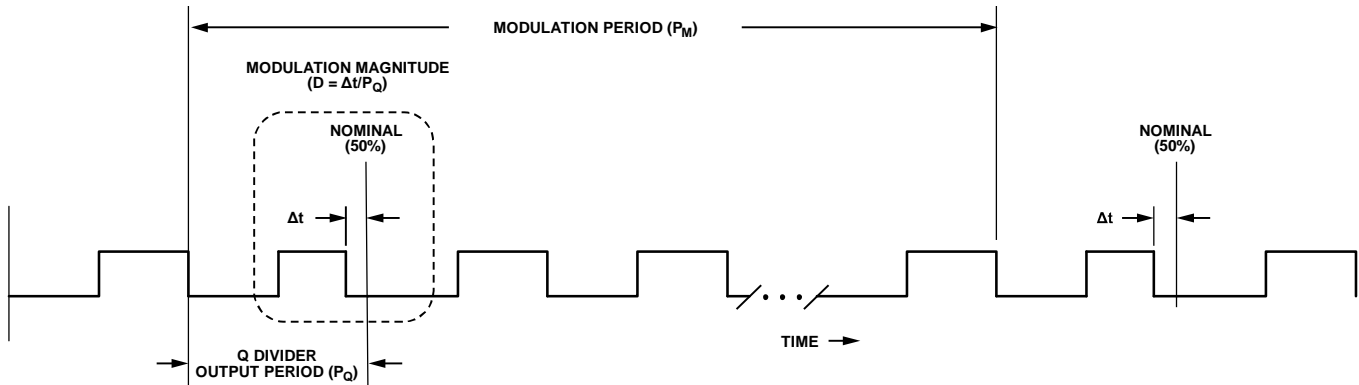 MODULATION PERIOD (PM)
MODULATION MAGNITUDE
(D = Δt/PQ)
NOMINAL
(50%)
NOMINAL
(50%)
Δt
Δt
Q DIVIDER
OUTPUT PERIOD (PQ)
TIME